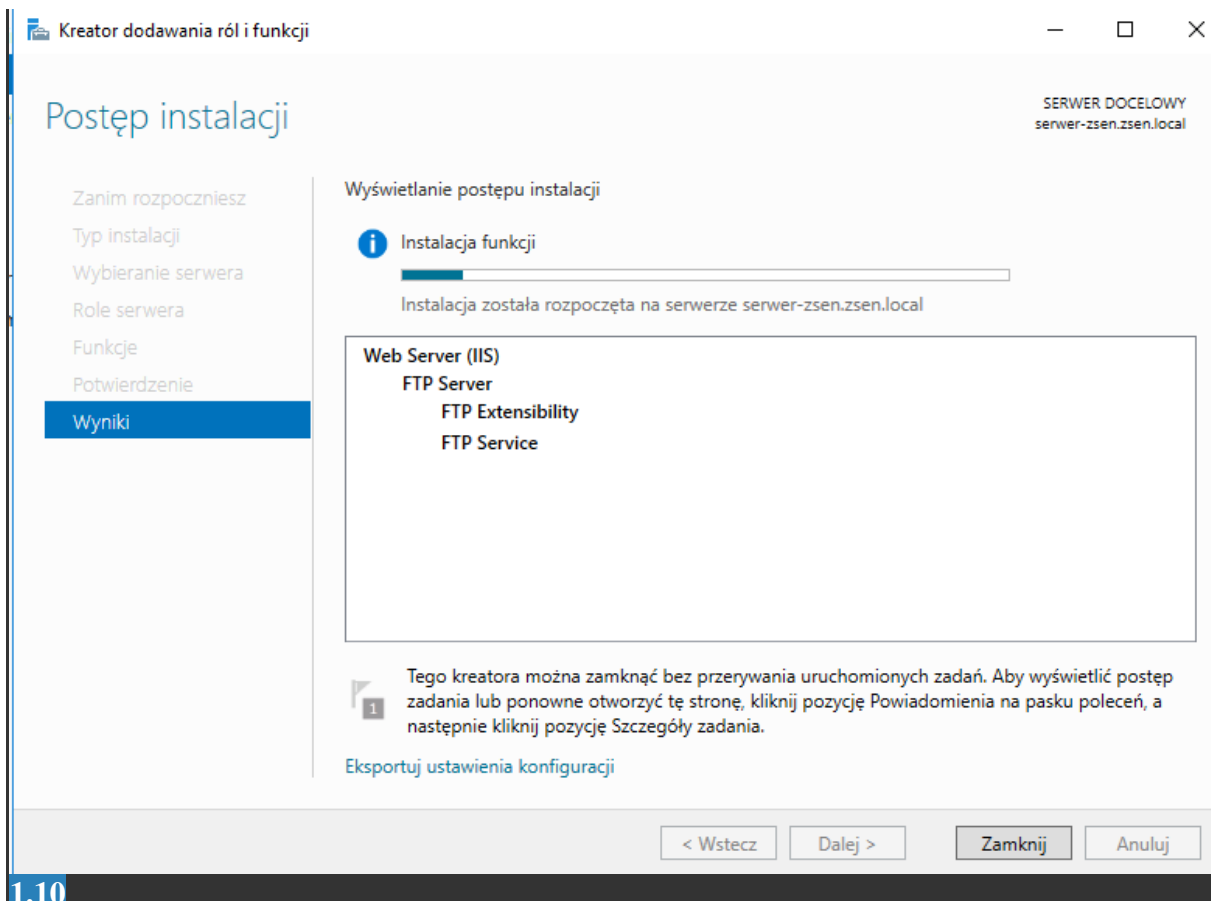 Kreator dodawania ról i funkcji
Postęp instalacji
SERWER DOCELOWY
serwer-zsen.zsen.local
Zanim rozpoczniesz
Typ instalacji
Wybieranie serwera
Role serwera
Funkcje
Potwierdzenie
Wyniki
Wyświetlanie postępu instalacji
Instalacja funkcji
Instalacja została rozpoczęta na serwerze serwer-zsen.zsen.local
Web Server (IIS)
FTP Server
FTP Extensibility
FTP Service
1
Tego kreatora można zamknąć bez przerywania uruchomionych zadań. Aby wyświetlić postęp
zadania lub ponowne otworzyć tę stronę, kliknij pozycję Powiadomienia na pasku poleceń, a
następnie kliknij pozycję Szczegóły zadania.
Eksportuj ustawienia konfiguracji
< Wstecz
Dalej >
Zamknij
Anuluj
1.10